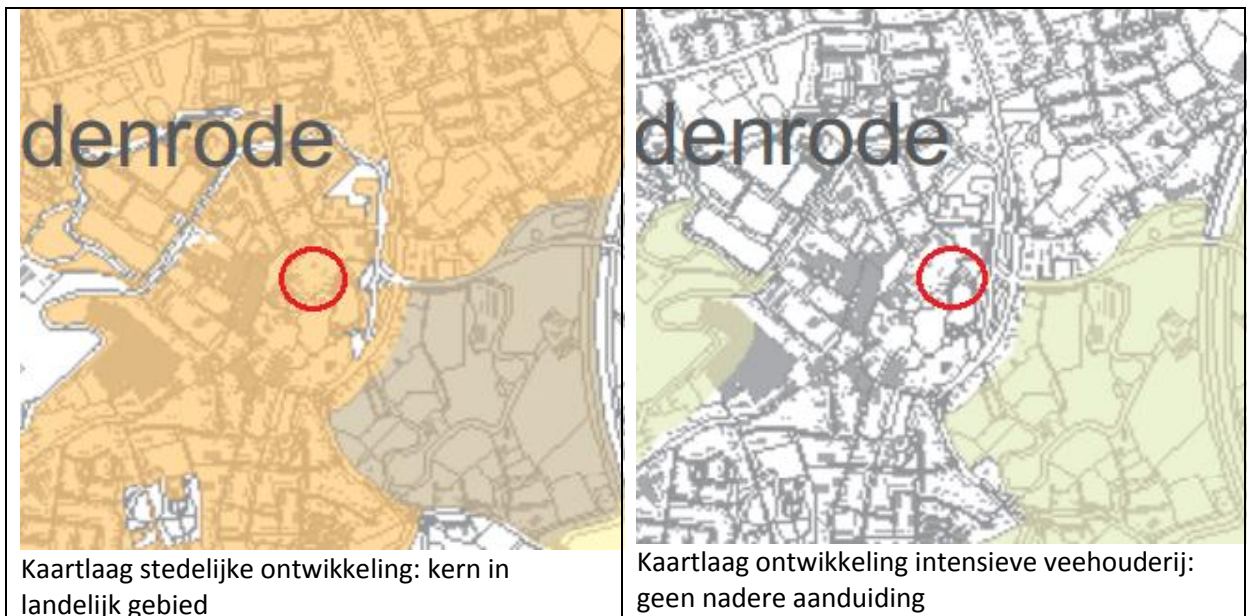 denrode
Kaartlaag stedelijke ontwikkeling: kern in
landelijk gebied
denrode
Kaartlaag ontwikkeling intensieve veehouderij:
geen nadere aanduiding